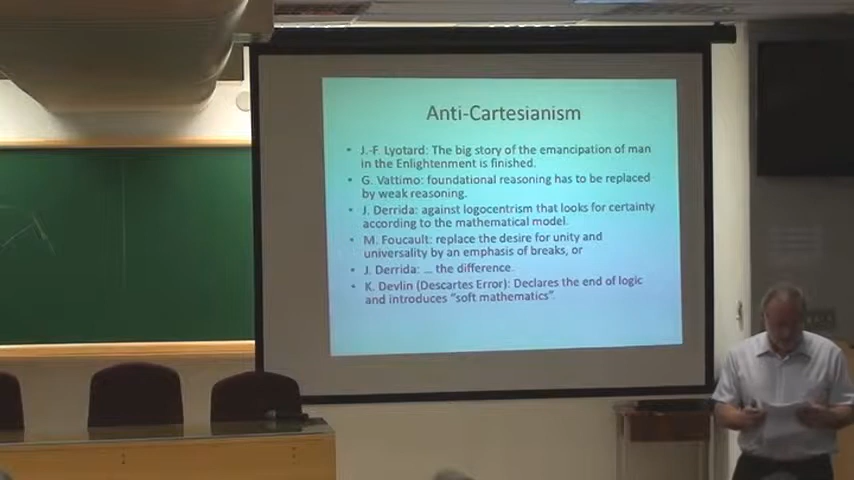 Anti-Cartesianism
• J.-F. Lyotard: The big story of the emancipation of man
in the Enlightenment is finished.
• G. Vattimo: foundational reasoning has to be replaced
by weak reasoning.
• J. Derrida: against logocentrism that looks for certainty
according to the mathematical model.
• M. Foucault: replace the desire for unity and
universality by an emphasis of breaks, or
• J. Derrida: ... the difference.
• K. Devlin (Descartes Error): Declares the end of logic
and introduces "soft mathematics".